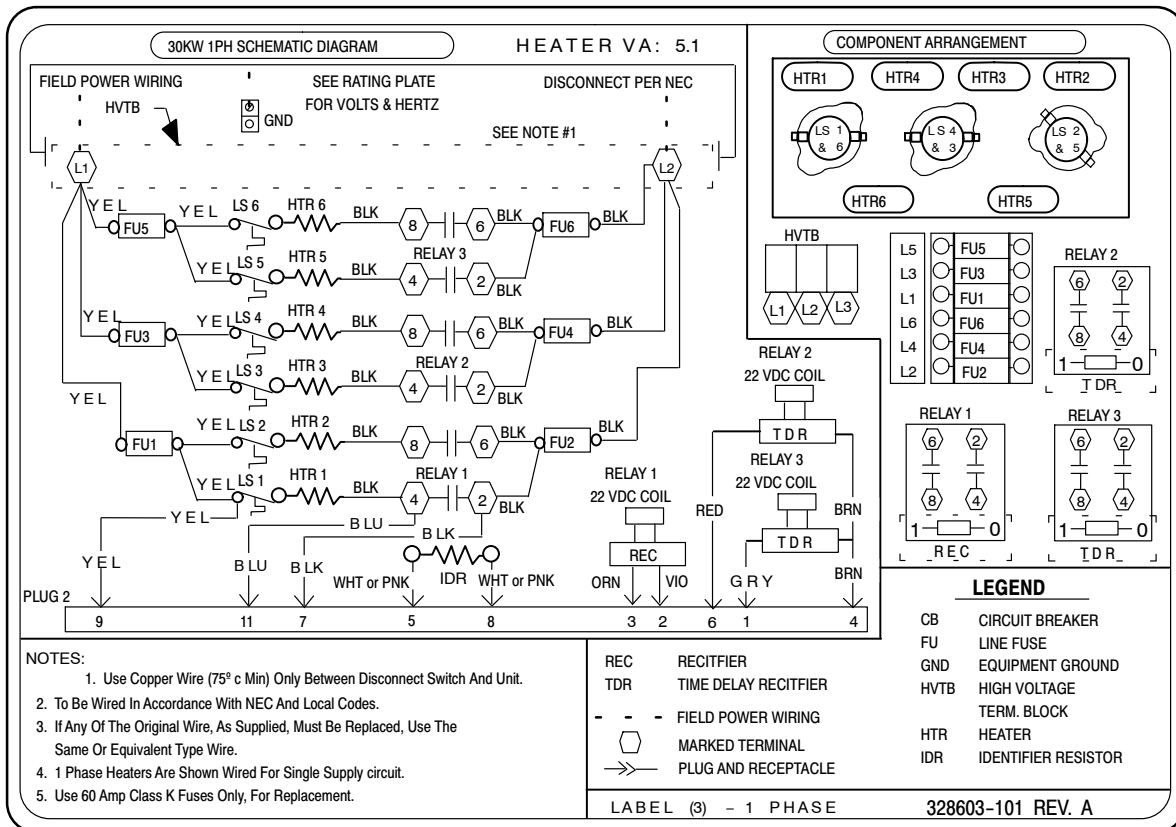 30KW 1PH SCHEMATIC DIAGRAM
HEATER VA: 5.1
FIELD POWER WIRING
HVTB
GND
SEE RATING PLATE
FOR VOLTS & HERTZ
DISCONNECT PER NEC
SEE NOTE #1
L1
L2
YEL FU5 YEL LS 6 HTR 6 BLK 8 6 BLK FU6 BLK
YEL LS 5 HTR 5 BLK 4 RELAY 3 2 BLK
YEL FU3 YEL LS 4 HTR 4 BLK 8 6 BLK FU4 BLK
YEL LS 3 HTR 3 BLK 4 RELAY 2 2 BLK
YEL FU1 YEL LS 2 HTR 2 BLK 8 6 BLK FU2 BLK
YEL LS 1 HTR 1 BLK 4 RELAY 1 2 BLK
YEL
BLU
BLK
YEL
BLU
BLK
WHT or PNK
IDR
WHT or PNK
RELAY 1
22 VDC COIL
REC
ORN
VIO
RELAY 2
22 VDC COIL
TDR
RELAY 3
22 VDC COIL
TDR
RED
GRY
BRN
BRN
PLUG 2
9 11 7 5 8 3 2 6 1 4
COMPONENT ARRANGEMENT
HTR1 HTR4 HTR3 HTR2
LS 1
& 6
LS 4
& 3
LS 2
& 5
HTR6 HTR5
HVTB
L1 L2 L3
L5 FU5
L3 FU3
L1 FU1
L6 FU6
L4 FU4
L2 FU2
RELAY 2
6 2
8 4
1 0
TDR
RELAY 1
6 2
8 4
1 0
REC
RELAY 3
6 2
8 4
1 0
TDR
NOTES:
1. Use Copper Wire (75º c Min) Only Between Disconnect Switch And Unit.
2. To Be Wired In Accordance With NEC And Local Codes.
3. If Any Of The Original Wire, As Supplied, Must Be Replaced, Use The
Same Or Equivalent Type Wire.
4. 1 Phase Heaters Are Shown Wired For Single Supply circuit.
5. Use 60 Amp Class K Fuses Only, For Replacement.
REC RECITFIER
TDR TIME DELAY RECITFIER
FIELD POWER WIRING
MARKED TERMINAL
PLUG AND RECEPTACLE
LEGEND
CB CIRCUIT BREAKER
FU LINE FUSE
GND EQUIPMENT GROUND
HVTB HIGH VOLTAGE
TERM. BLOCK
HTR HEATER
IDR IDENTIFIER RESISTOR
LABEL (3) - 1 PHASE
328603-101 REV. A